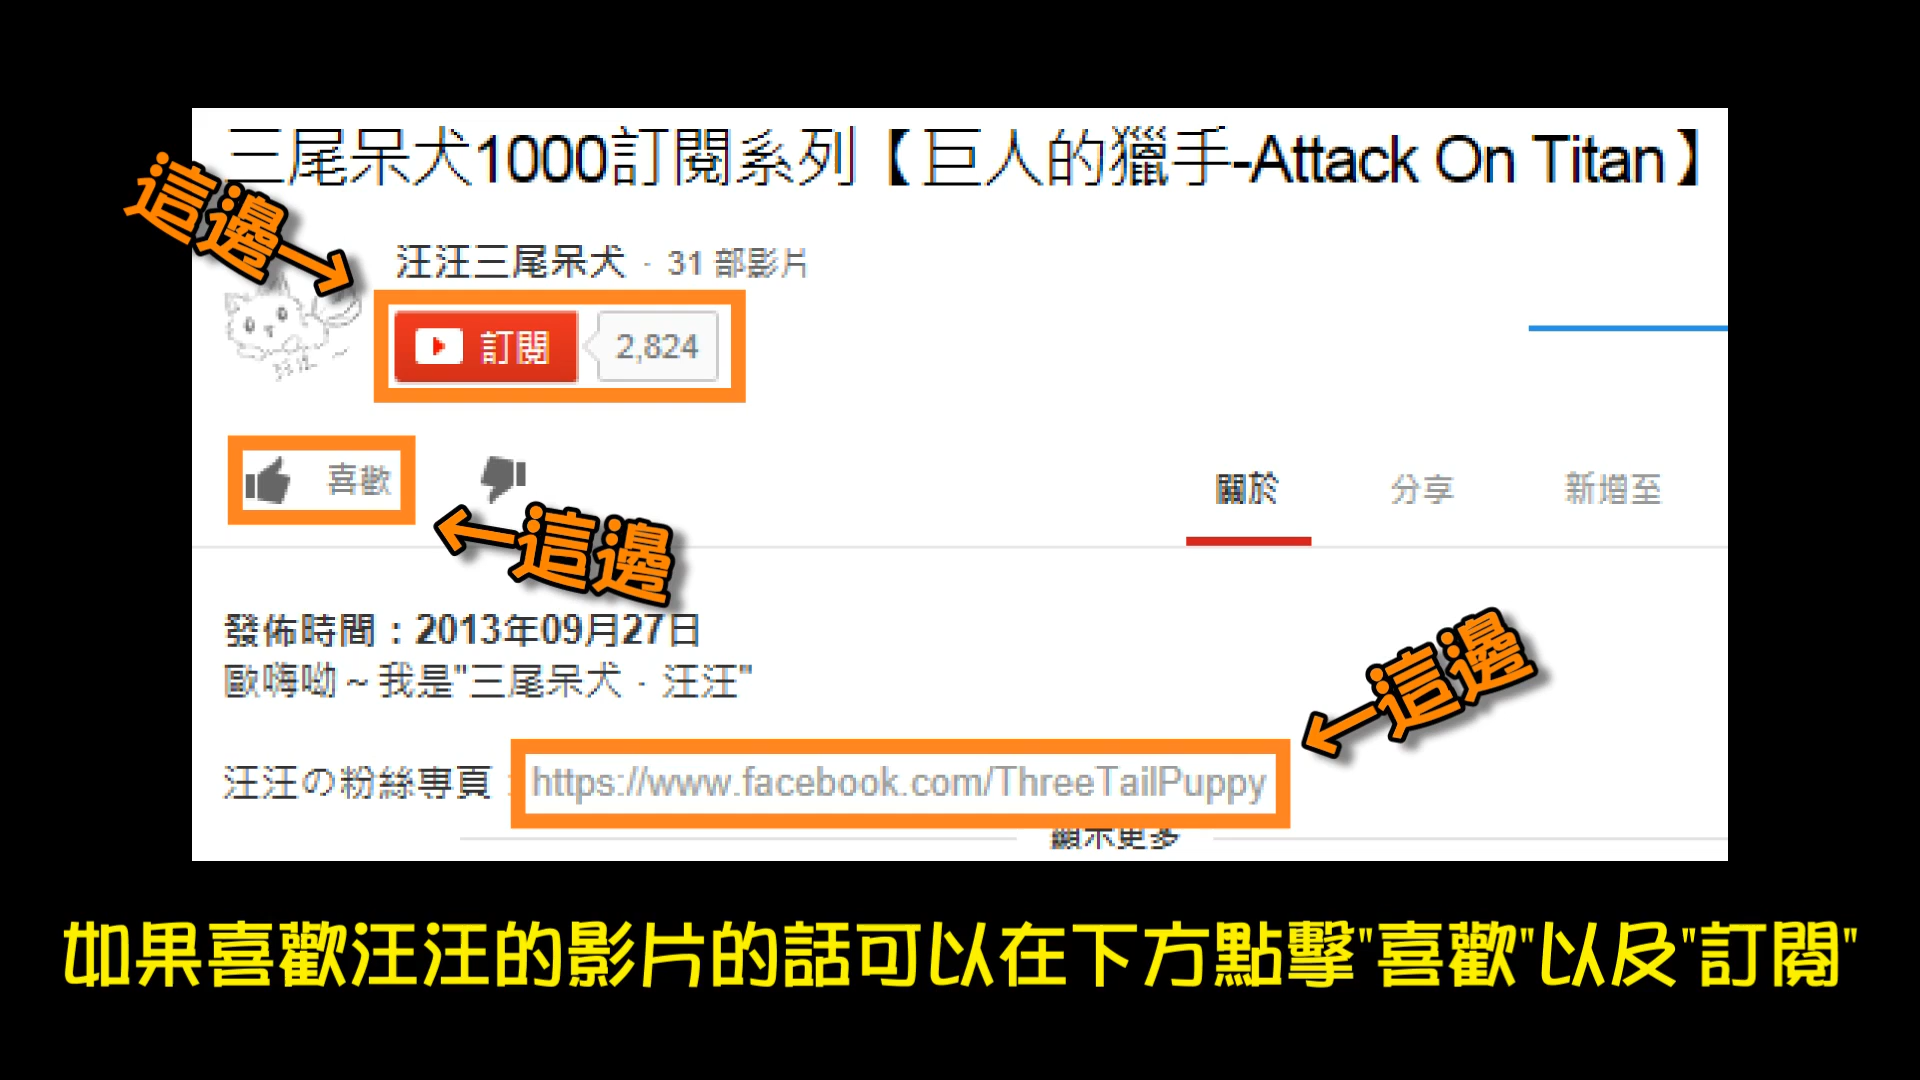 三尾呆犬1000訂閱系列【巨人的獵手-Attack On Titan】
這邊→
汪汪三尾呆犬 · 31 部影片
訂閱 2,824
喜歡
←這邊
關於 分享 新增至
發佈時間：2013年09月27日
歐嗨呦～我是"三尾呆犬 - 汪汪"
←這邊
汪汪の粉絲專頁：https://www.facebook.com/ThreeTailPuppy
顯示更多
如果喜歡汪汪的影片的話可以在下方點擊"喜歡"以及"訂閱"